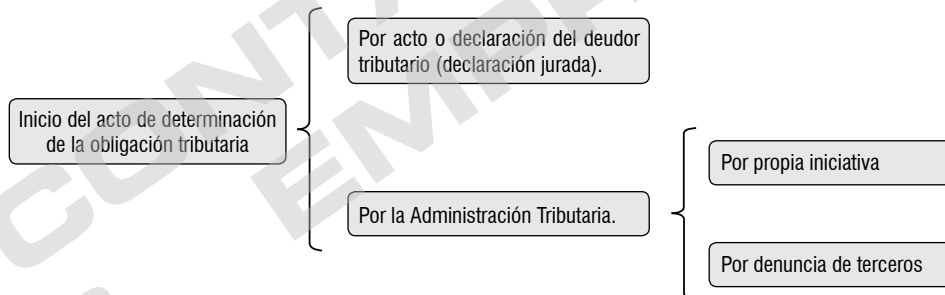 Por acto o declaración del deudor
tributario (declaración jurada).
Inicio del acto de determinación
de la obligación tributaria
Por la Administración Tributaria.
Por propia iniciativa
Por denuncia de terceros